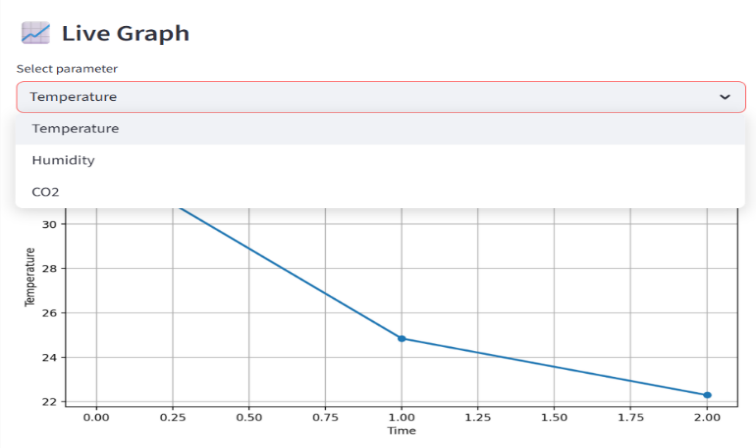 Live Graph
Select parameter
Temperature
Temperature
Humidity
CO2
30
28
26
24
22
Temperature
0.00 0.25 0.50 0.75 1.00 1.25 1.50 1.75 2.00
Time